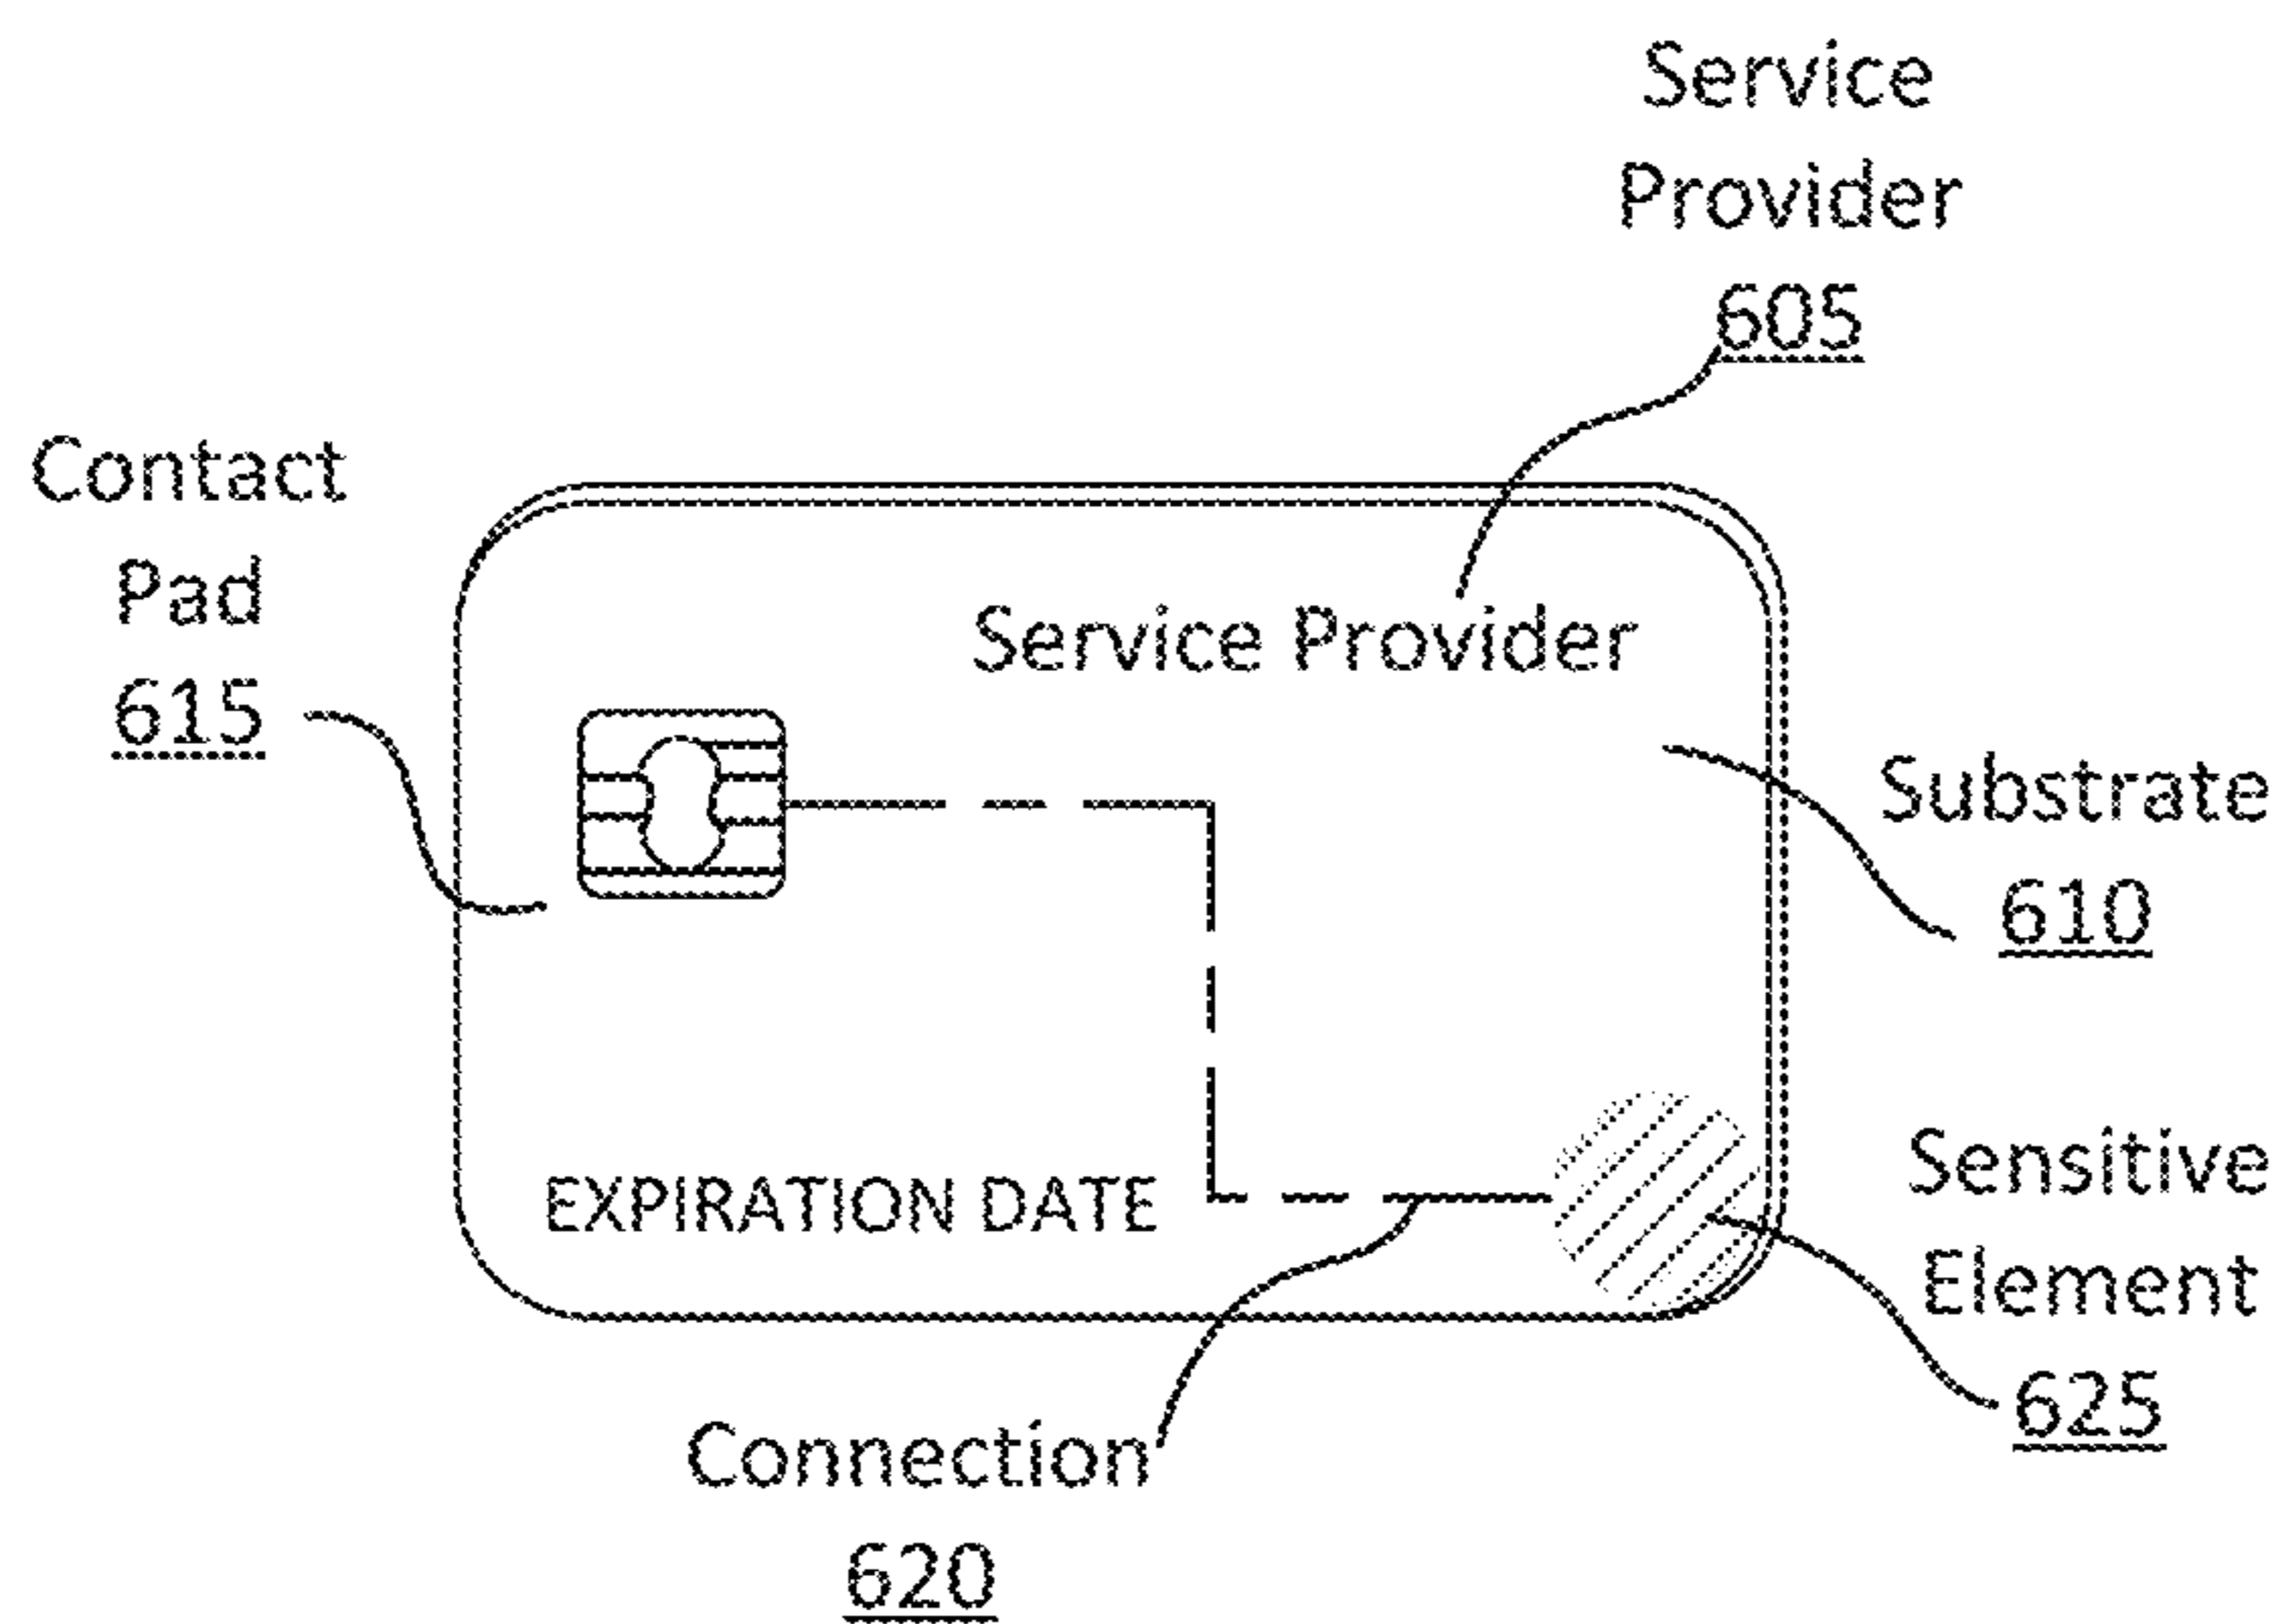 Service
Provider
605
Contact
Pad
615
Service Provider
Substrate
610
EXPIRATION DATE
Sensitive
Element
625
Connection
620